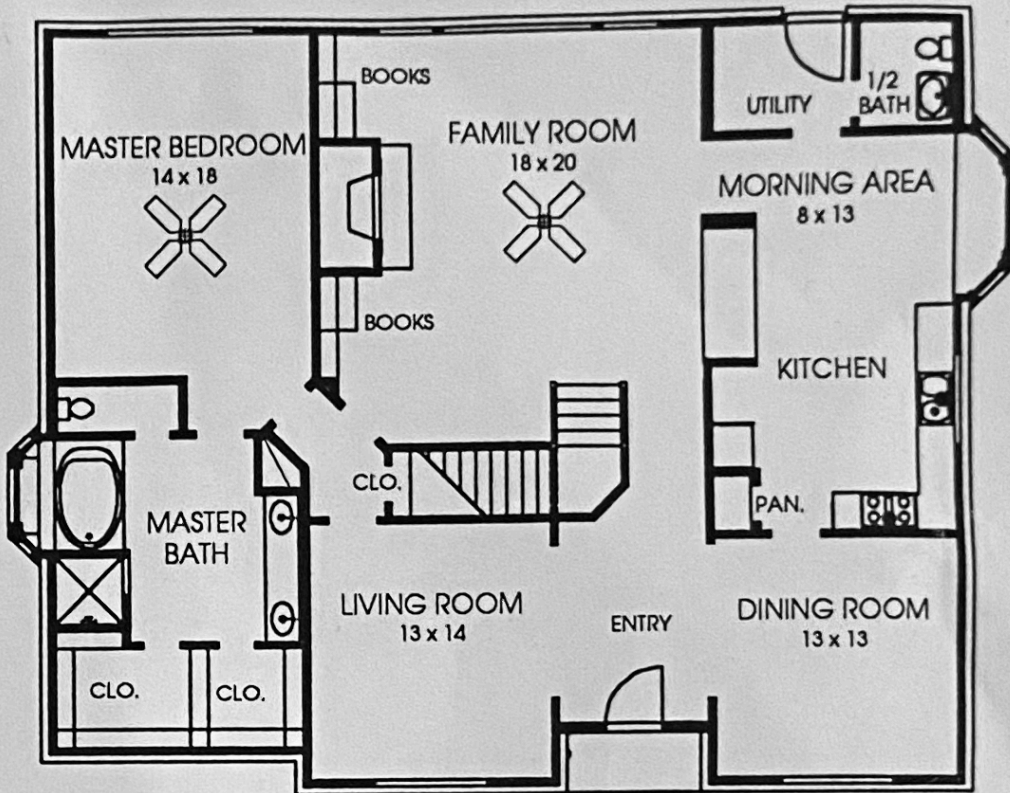 BOOKS
MASTER BEDROOM
14 x 18
FAMILY ROOM
18 x 20
UTILITY
1/2
BATH
MORNING AREA
8 x 13
BOOKS
KITCHEN
CLO.
PAN.
MASTER
BATH
LIVING ROOM
13 x 14
ENTRY
DINING ROOM
13 x 13
CLO.
CLO.